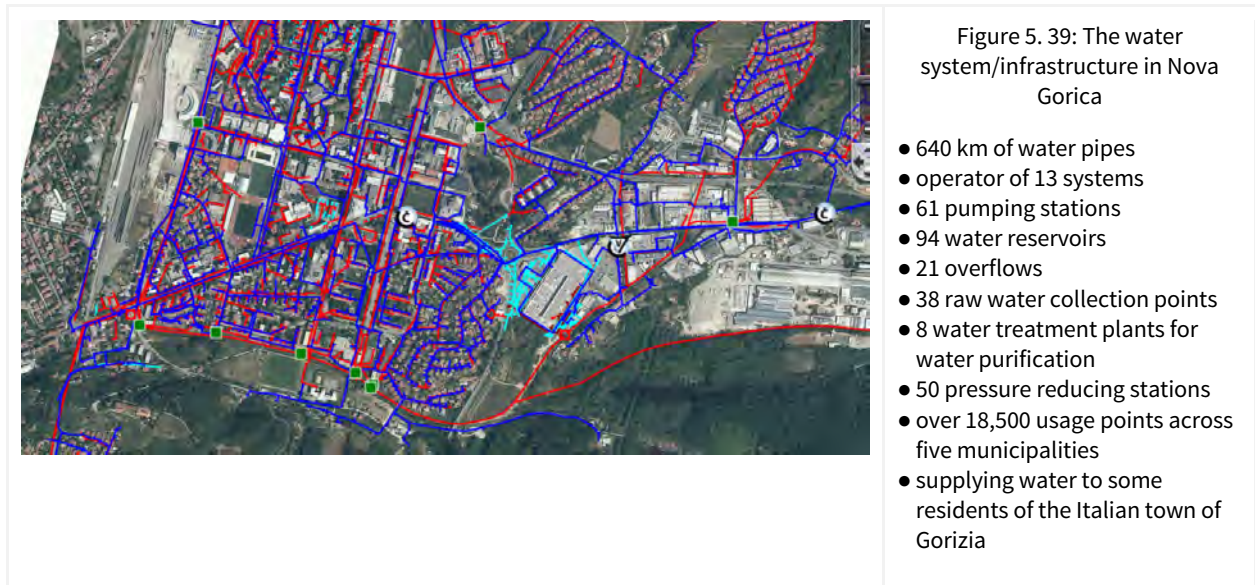 Figure 5. 39: The water
system/infrastructure in Nova
Gorica
● 640 km of water pipes
● operator of 13 systems
● 61 pumping stations
● 94 water reservoirs
● 21 overflows
● 38 raw water collection points
● 8 water treatment plants for
water purification
● 50 pressure reducing stations
● over 18,500 usage points across
five municipalities
● supplying water to some
residents of the Italian town of
Gorizia
Č
Č